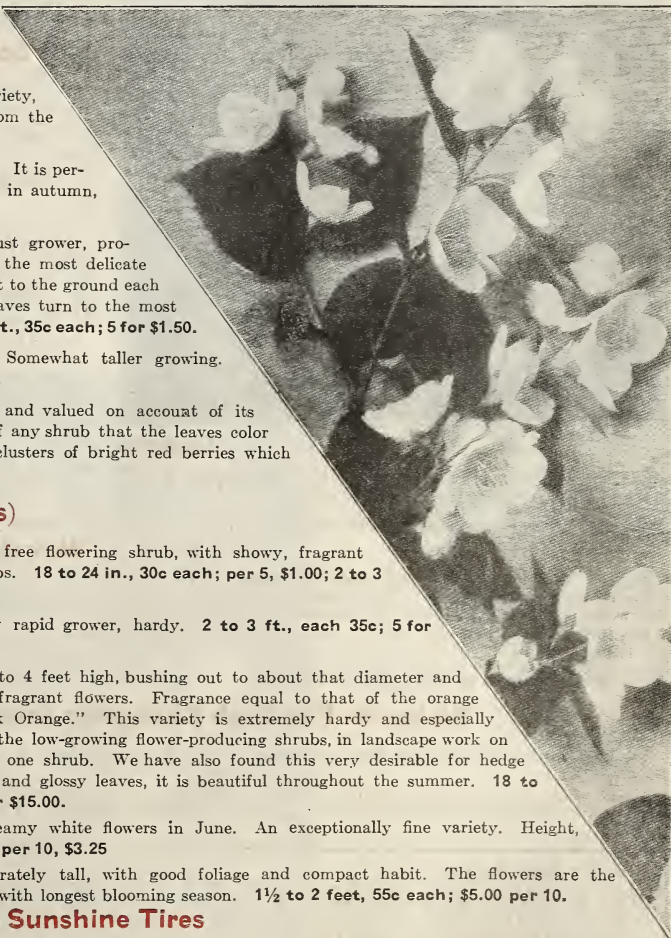 iety,
om the
It is per-
in autumn,
ust grower, pro-
the most delicate
t to the ground each
aves turn to the most
t., 35c each; 5 for $1.50.
Somewhat taller growing.
and valued on account of its
f any shrub that the leaves color
clusters of bright red berries which
s)
free flowering shrub, with showy, fragrant
os. 18 to 24 in., 30c each; per 5, $1.00; 2 to 3
rapid grower, hardy. 2 to 3 ft., each 35c; 5 for
to 4 feet high, bushing out to about that diameter and
fragrant flowers. Fragrance equal to that of the orange
k Orange." This variety is extremely hardy and especially
the low-growing flower-producing shrubs, in landscape work on
one shrub. We have also found this very desirable for hedge
and glossy leaves, it is beautiful throughout the summer. 18 to
$15.00.
eamy white flowers in June. An exceptionally fine variety. Height,
per 10, $3.25
rately tall, with good foliage and compact habit. The flowers are the
with longest blooming season. 1½ to 2 feet, 55c each; $5.00 per 10.
Sunshine Tires